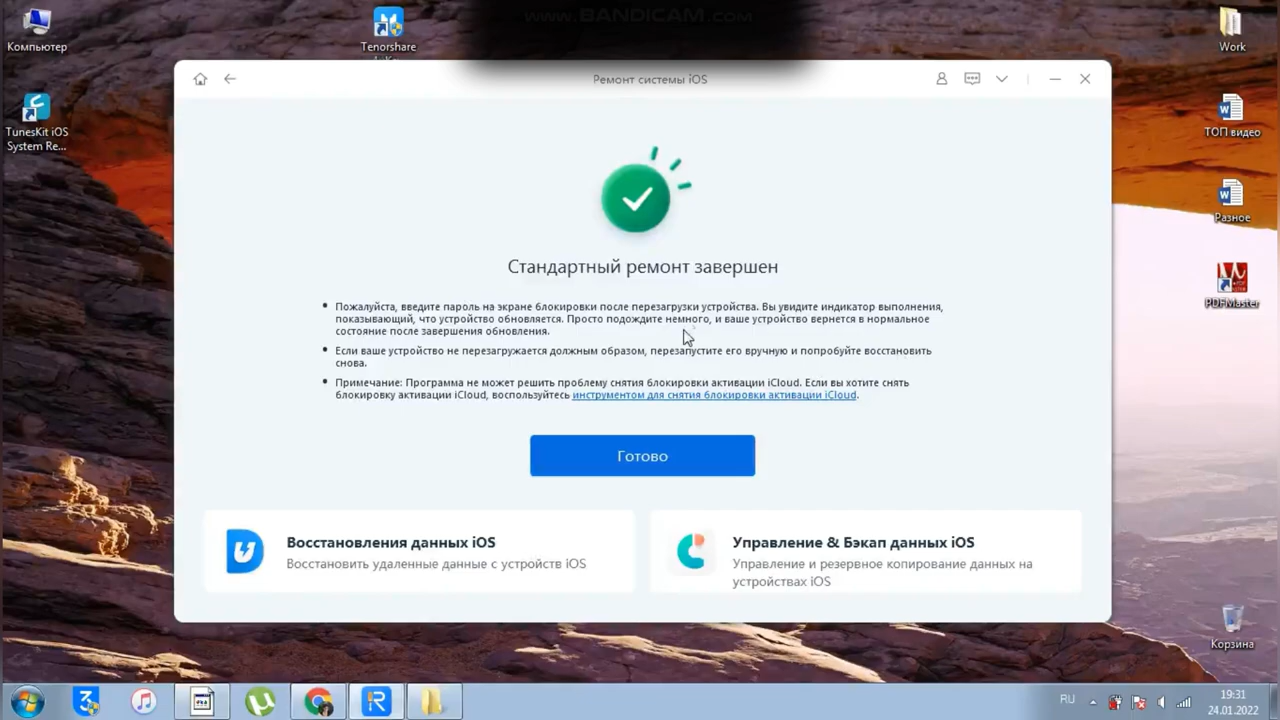 www.BANDICAM.com
Компьютер
Tenorshare
Work
Ремонт системы iOS
TunesKit iOS
System Re...
ТОП видео
Разное
PDFMaster
Стандартный ремонт завершен
Пожалуйста, введите пароль на экране блокировки после перезагрузки устройства. Вы увидите индикатор выполнения,
показывающий, что устройство обновляется. Просто подождите немного, и ваше устройство вернется в нормальное
состояние после завершения обновления.
Если ваше устройство не перезагружается должным образом, перезапустите его вручную и попробуйте восстановить
снова.
Примечание: Программа не может решить проблему снятия блокировки активации iCloud. Если вы хотите снять
блокировку активации iCloud, воспользуйтесь инструментом для снятия блокировки активации iCloud.
Готово
Восстановления данных iOS
Восстановить удаленные данные с устройств iOS
Управление & Бэкап данных iOS
Управление и резервное копирование данных на
устройствах iOS
Корзина
RU
19:31
24.01.2022